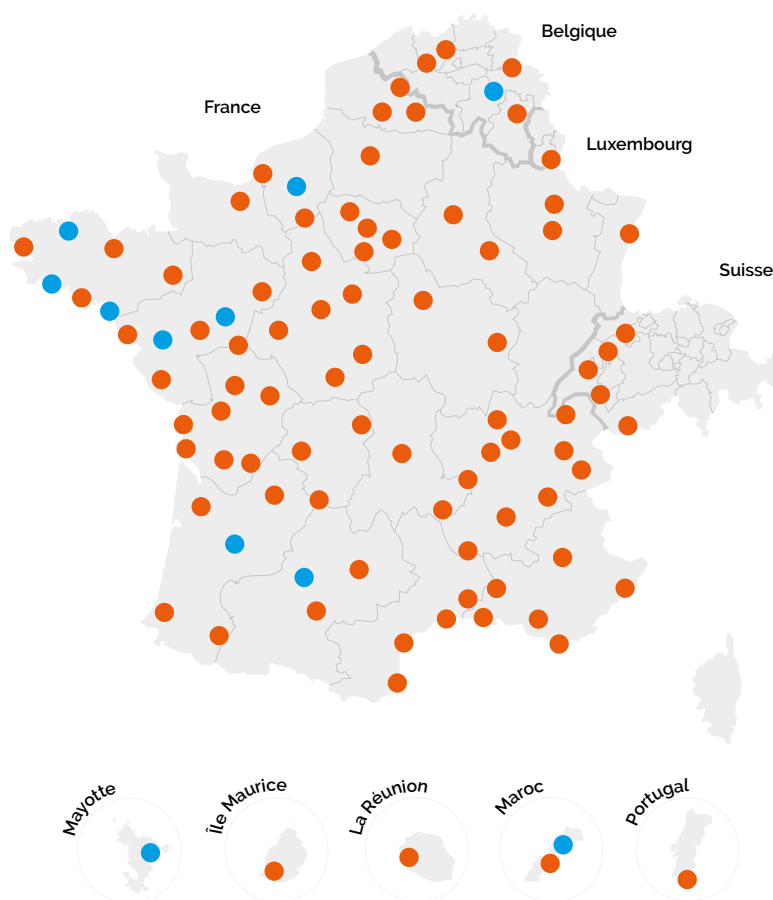 Belgique
France
Luxembourg
Suisse
Mayotte
Île Maurice
La Réunion
Maroc
Portugal